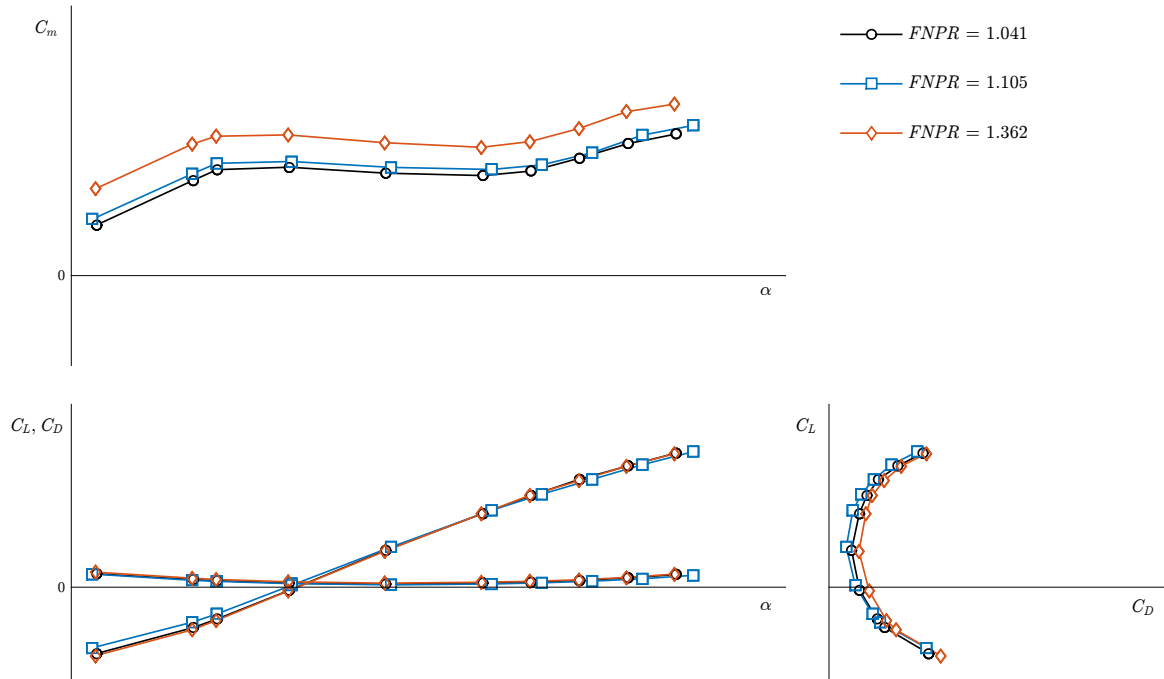 C_m
FNPR = 1.041
FNPR = 1.105
FNPR = 1.362
0
α
C_L, C_D
0
α
C_L
C_D